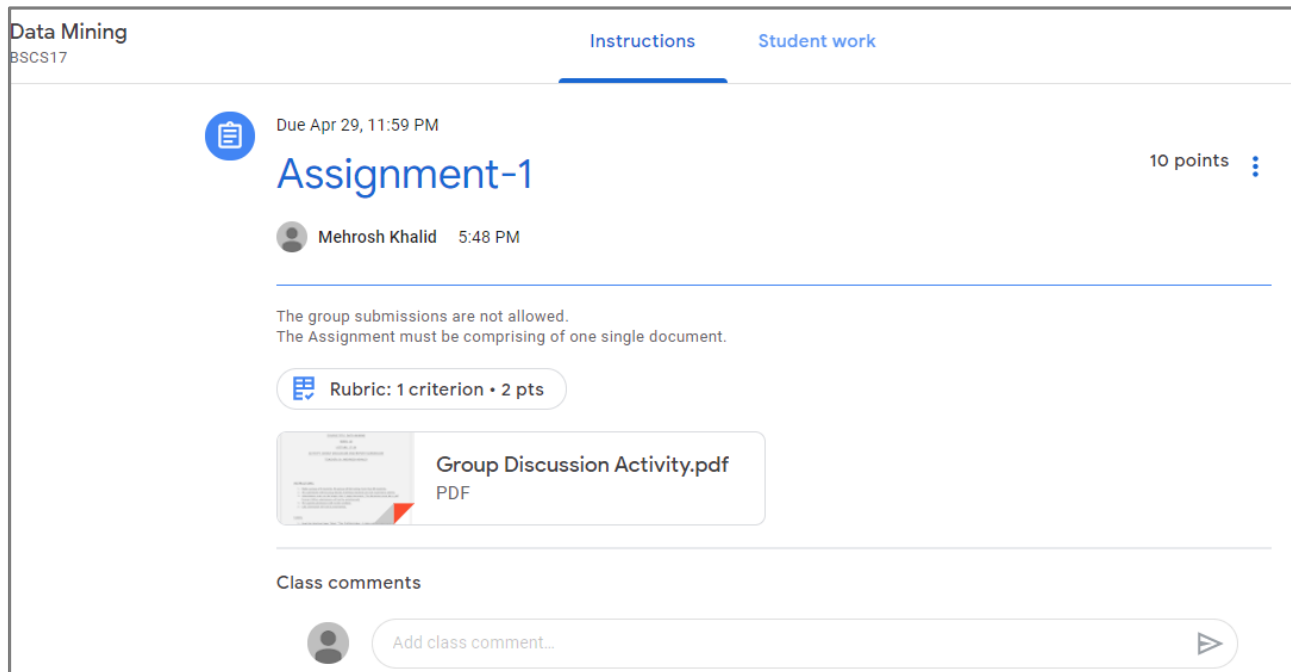 Data Mining
BSCS17
Instructions
Student work
Due Apr 29, 11:59 PM
Assignment-1
10 points
Mehrosh Khalid 5:48 PM
The group submissions are not allowed.
The Assignment must be comprising of one single document.
Rubric: 1 criterion • 2 pts
Group Discussion Activity.pdf
PDF
Class comments
Add class comment...